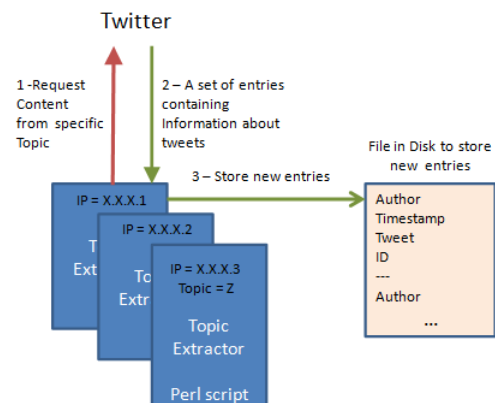 Twitter
1 -Request
Content
from specific
Topic
2 – A set of entries
containing
Information about
tweets
3 – Store new entries
File in Disk to store
new entries
Author
Timestamp
Tweet
ID
---
Author
...
IP = X.X.X.1
IP = X.X.X.2
IP = X.X.X.3
Topic = Z
Topic
Extractor
Perl script